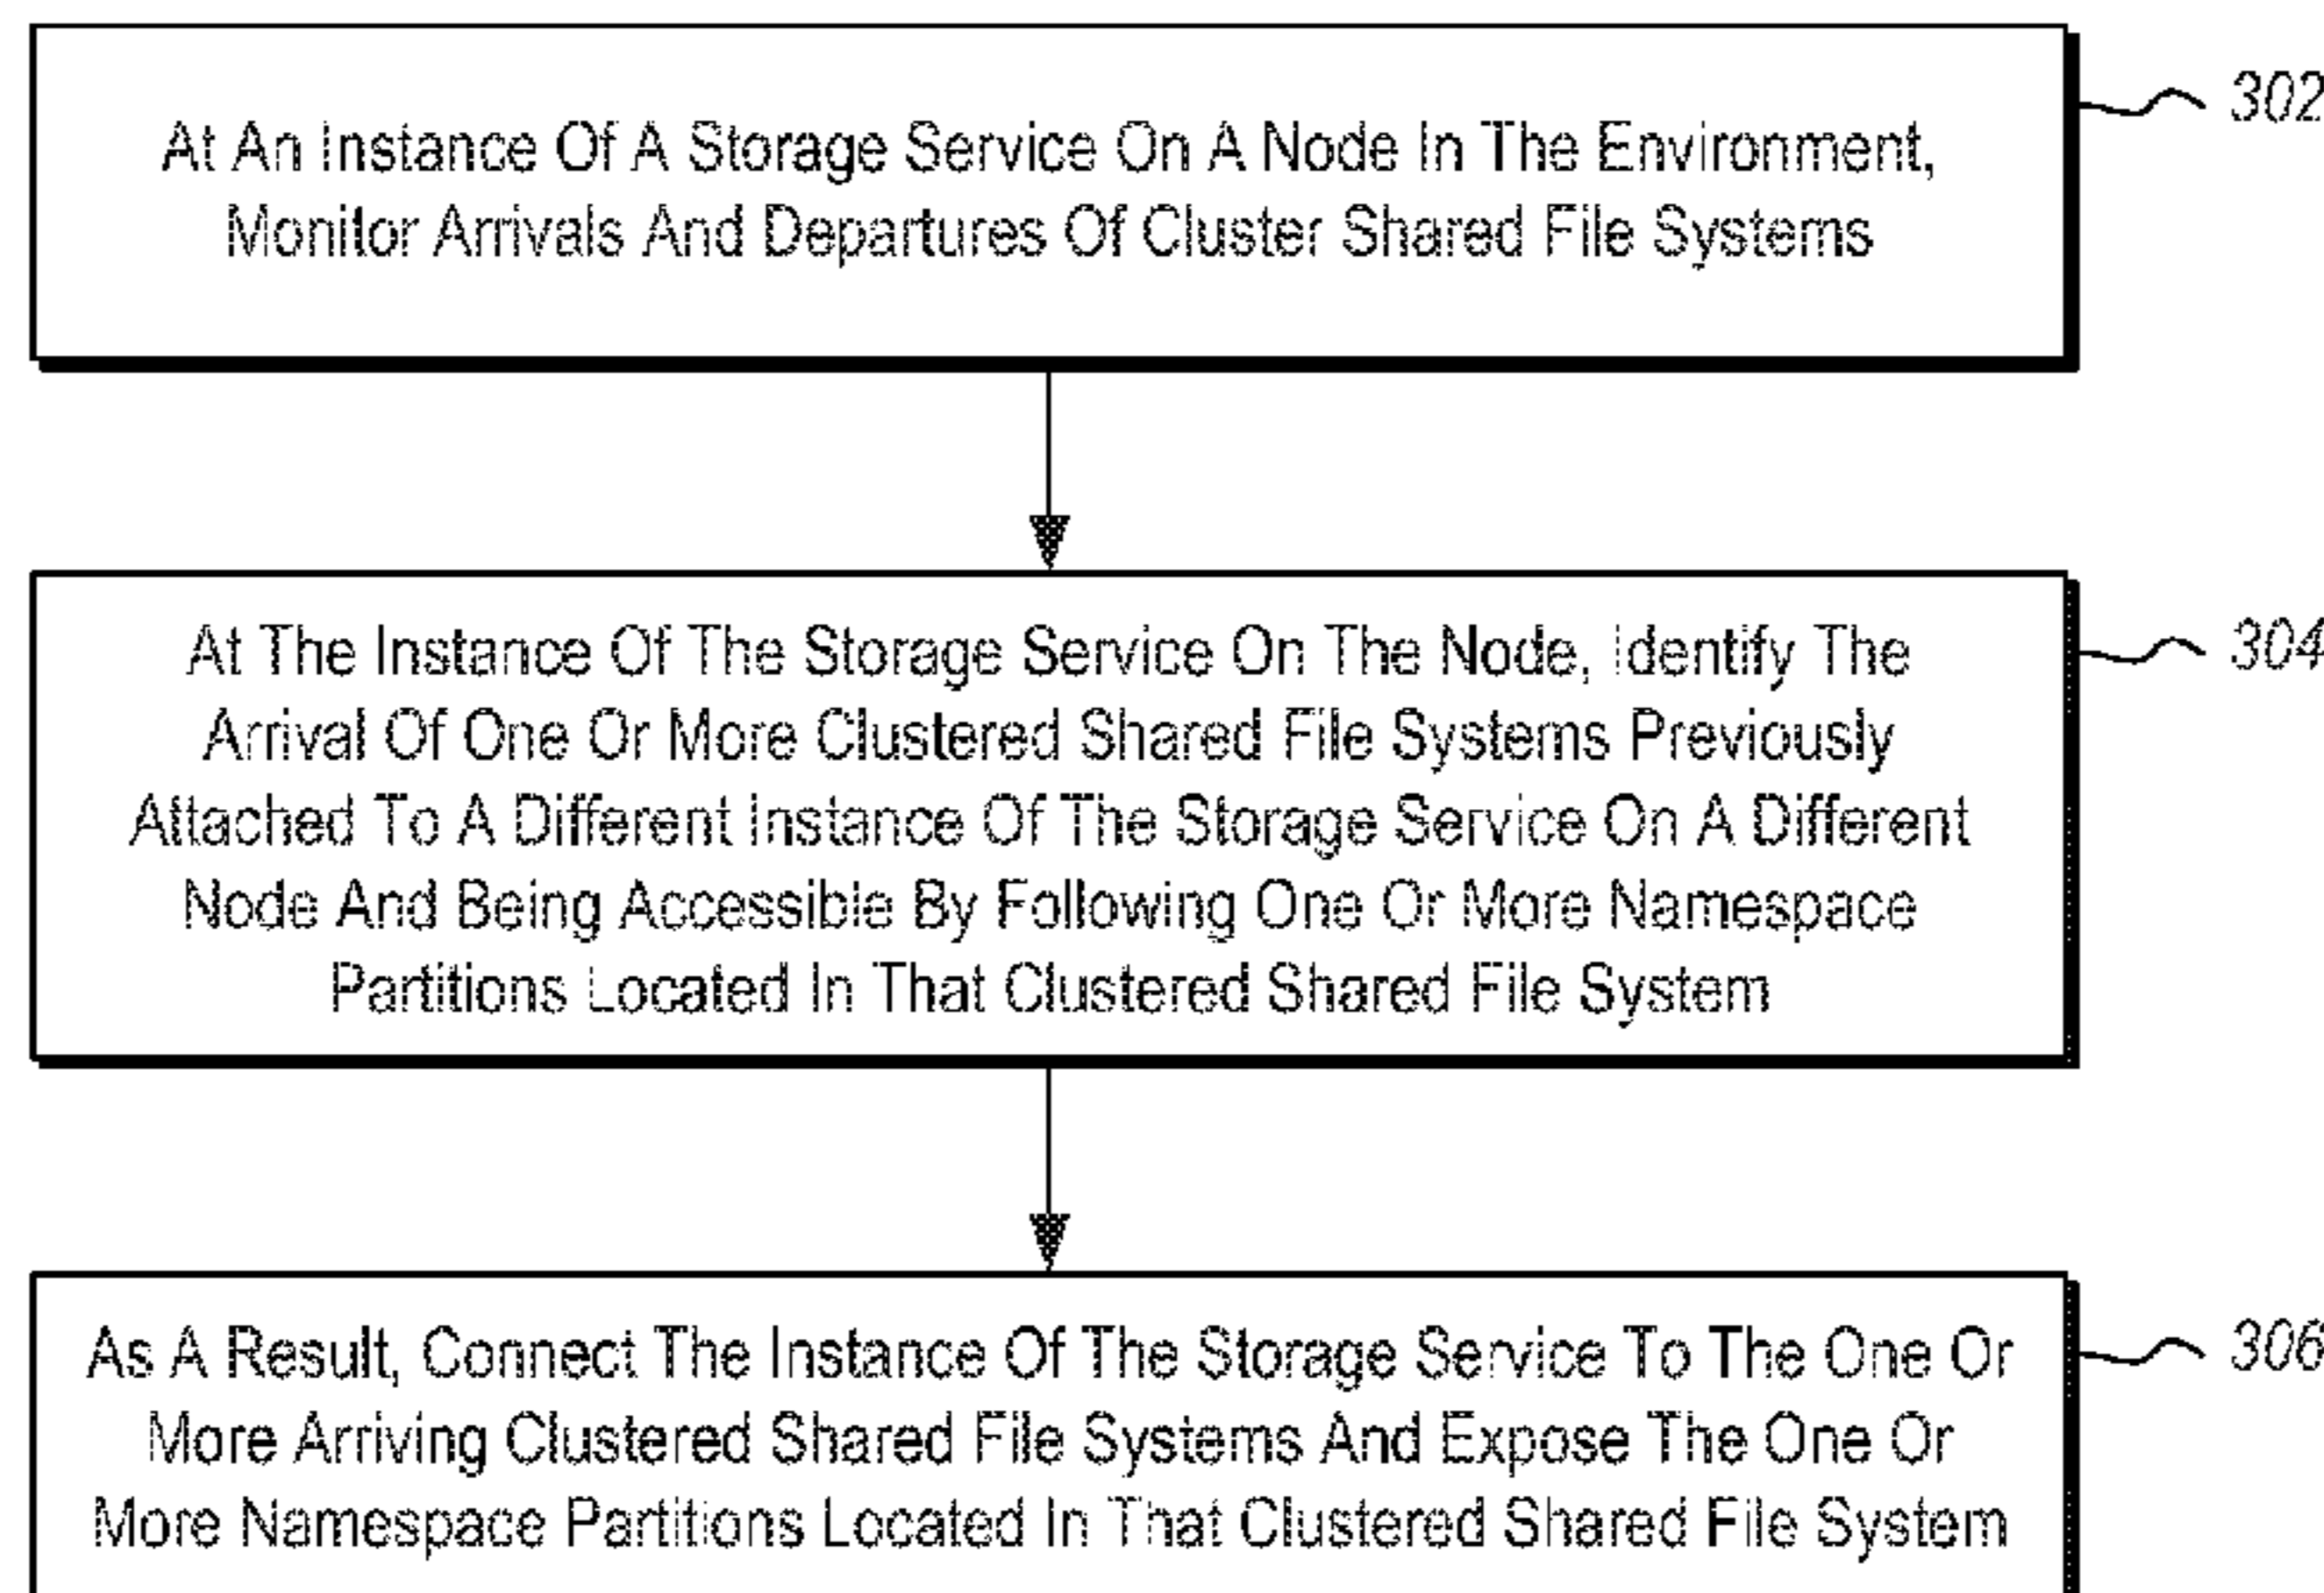 At An Instance Of A Storage Service On A Node In The Environment,
Monitor Arrivals And Departures Of Cluster Shared File Systems
302
At The Instance Of The Storage Service On The Node, Identify The
Arrival Of One Or More Clustered Shared File Systems Previously
Attached To A Different Instance Of The Storage Service On A Different
Node And Being Accessible By Following One Or More Namespace
Partitions Located In That Clustered Shared File System
304
As A Result, Connect The Instance Of The Storage Service To The One Or
More Arriving Clustered Shared File Systems And Expose The One Or
More Namespace Partitions Located In That Clustered Shared File System
306